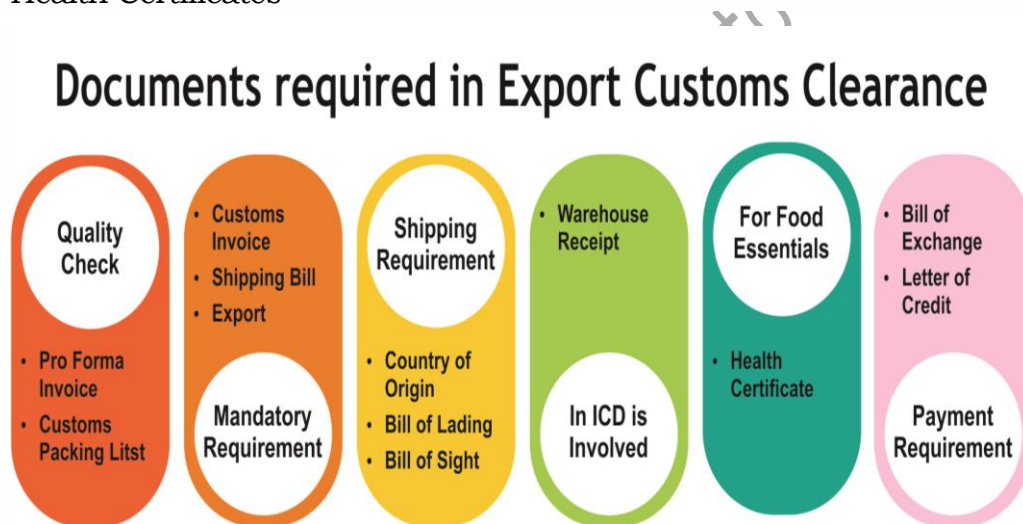 Health Certificates
Documents required in Export Customs Clearance
Quality
Check
• Pro Forma
Invoice
• Customs
Packing Litst
• Customs
Invoice
• Shipping Bill
• Export
Mandatory
Requirement
Shipping
Requirement
• Country of
Origin
• Bill of Lading
• Bill of Sight
• Warehouse
Receipt
In ICD is
Involved
For Food
Essentials
• Health
Certificate
• Bill of
Exchange
• Letter of
Credit
Payment
Requirement